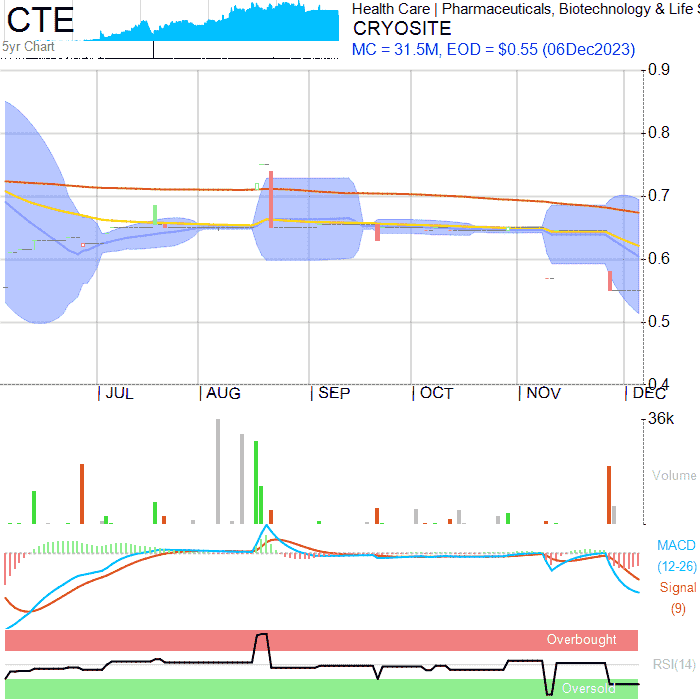 CTE
5yr Chart
Health Care | Pharmaceuticals, Biotechnology & Life S
CRYOSITE
MC = 31.5M, EOD = $0.55 (06Dec2023)
0.9
0.8
0.7
0.6
0.5
0.4
JUL AUG SEP OCT NOV DEC
36k
Volume
MACD
(12-26)
Signal
(9)
Overbought
RSI(14)
Oversold